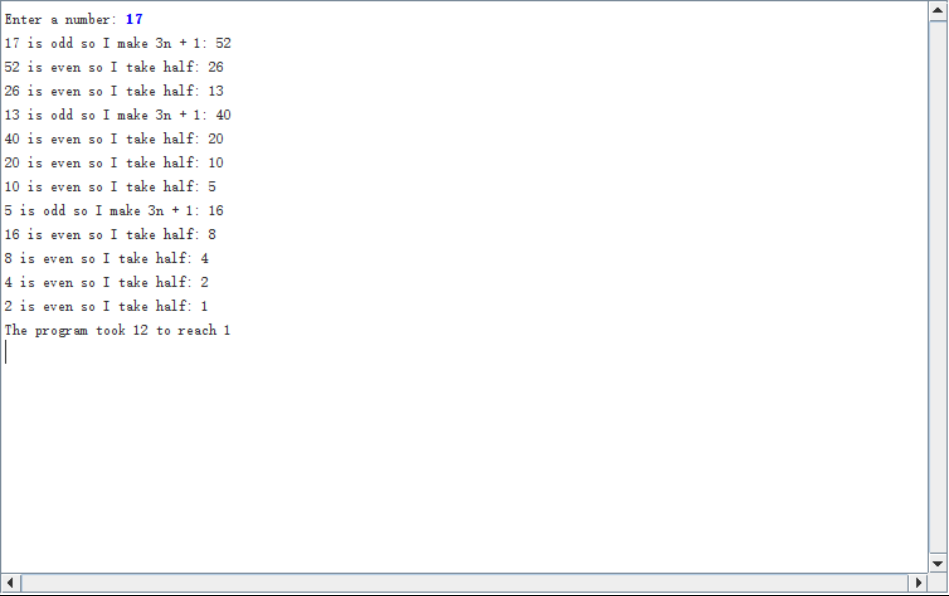 Enter a number: 17
17 is odd so I make 3n + 1: 52
52 is even so I take half: 26
26 is even so I take half: 13
13 is odd so I make 3n + 1: 40
40 is even so I take half: 20
20 is even so I take half: 10
10 is even so I take half: 5
5 is odd so I make 3n + 1: 16
16 is even so I take half: 8
8 is even so I take half: 4
4 is even so I take half: 2
2 is even so I take half: 1
The program took 12 to reach 1